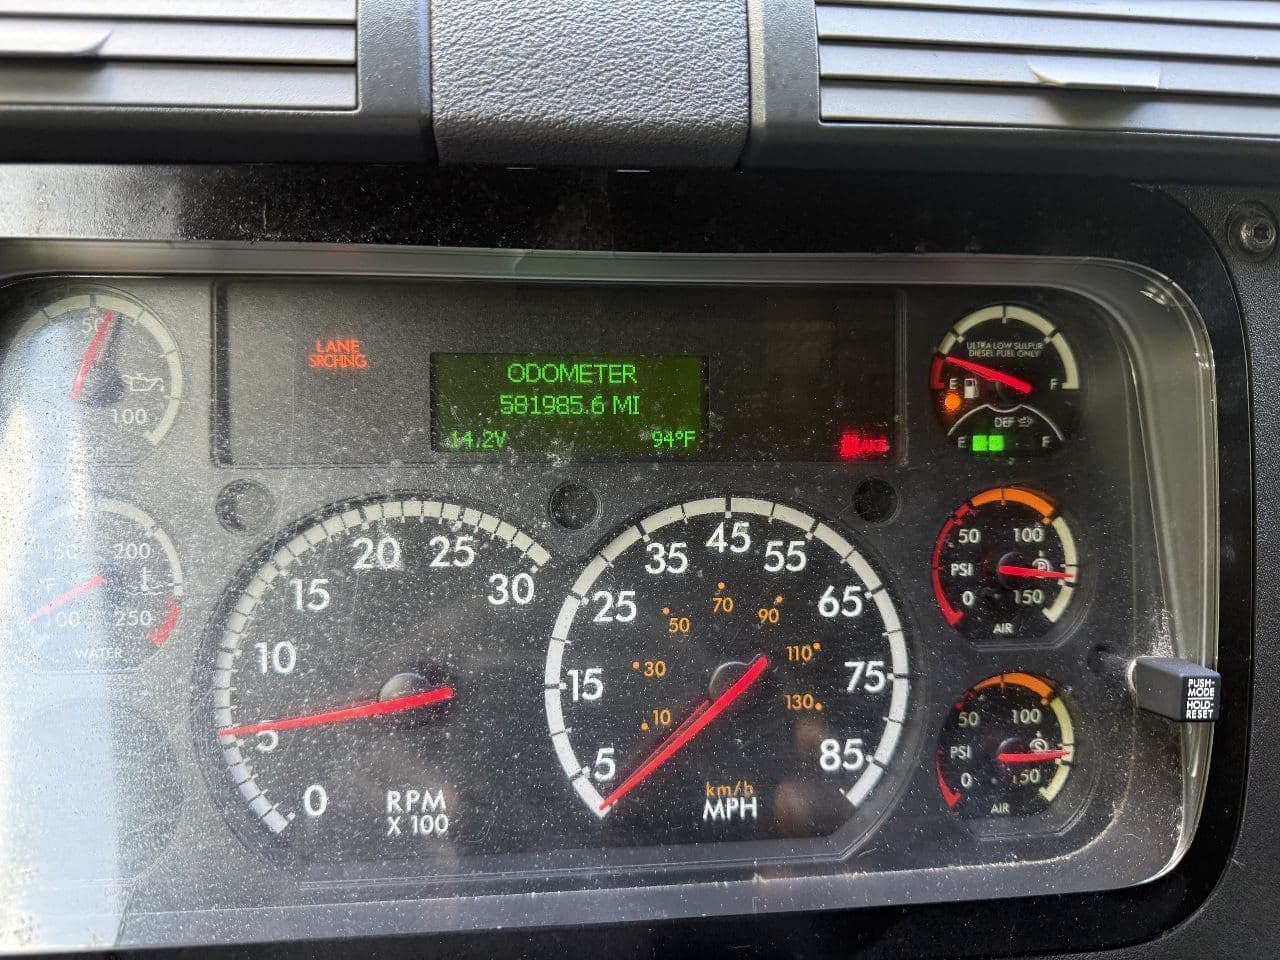 50
0
100
OIL
LANE
SRCHNG
ODOMETER
581985.6 MI
14.2V 94°F
BRAKE
ULTRA LOW SULFUR
DIESEL FUEL ONLY
E F
DEF
E F
150 200
°F
100 250
WATER
0
5
10
15
20
25
30
RPM
X 100
5
15
25
35
45
55
65
75
85
10
30
50
70
90
110
130
km/h
MPH
50 100
PSI P
0 150
AIR
50 100
PSI S
0 150
AIR
PUSH-
MODE
HOLD-
RESET